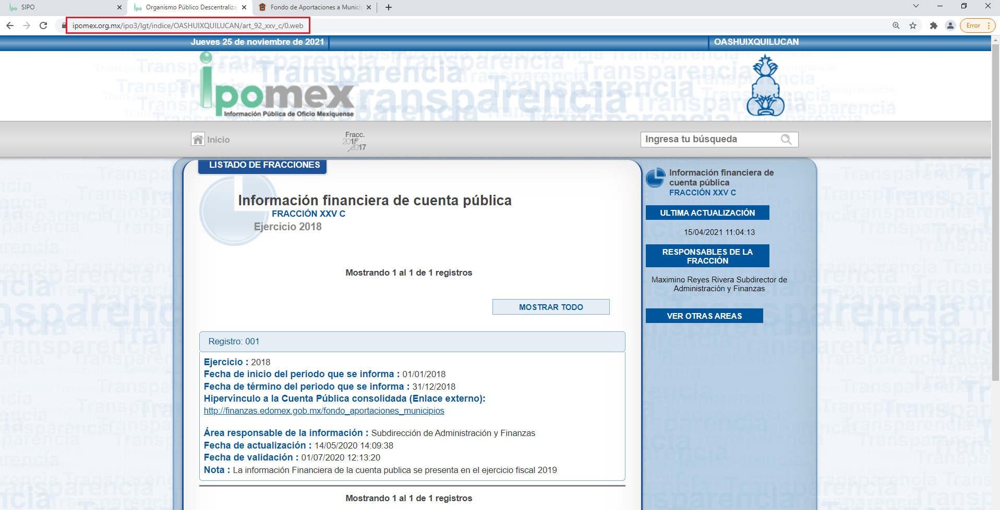 SIPO
Organismo Público Descentraliza
Fondo de Aportaciones a Munici
ipomex.org.mx/ipo3/lgt/indice/OASHUIXQUILUCAN/art_92_xxv_c/0.web
Error
Jueves 25 de noviembre de 2021
OASHUIXQUILUCAN
ipomex
Información Pública de Oficio Mexiquense
Inicio
Fracc.
2015
2017
Ingresa tu búsqueda
LISTADO DE FRACCIONES
Información financiera de cuenta pública
FRACCIÓN XXV C
Ejercicio 2018
Mostrando 1 al 1 de 1 registros
MOSTRAR TODO
Registro: 001
Ejercicio : 2018
Fecha de inicio del periodo que se informa : 01/01/2018
Fecha de término del periodo que se informa : 31/12/2018
Hipervínculo a la Cuenta Pública consolidada (Enlace externo):
http://finanzas.edomex.gob.mx/fondo_aportaciones_municipios
Área responsable de la información : Subdirección de Administración y Finanzas
Fecha de actualización : 14/05/2020 14:09:38
Fecha de validación : 01/07/2020 12:13:20
Nota : La información Financiera de la cuenta publica se presenta en el ejercicio fiscal 2019
Mostrando 1 al 1 de 1 registros
Información financiera de
cuenta pública
FRACCIÓN XXV C
ULTIMA ACTUALIZACIÓN
15/04/2021 11:04:13
RESPONSABLES DE LA
FRACCIÓN
Maximino Reyes Rivera Subdirector de
Administración y Finanzas
VER OTRAS AREAS